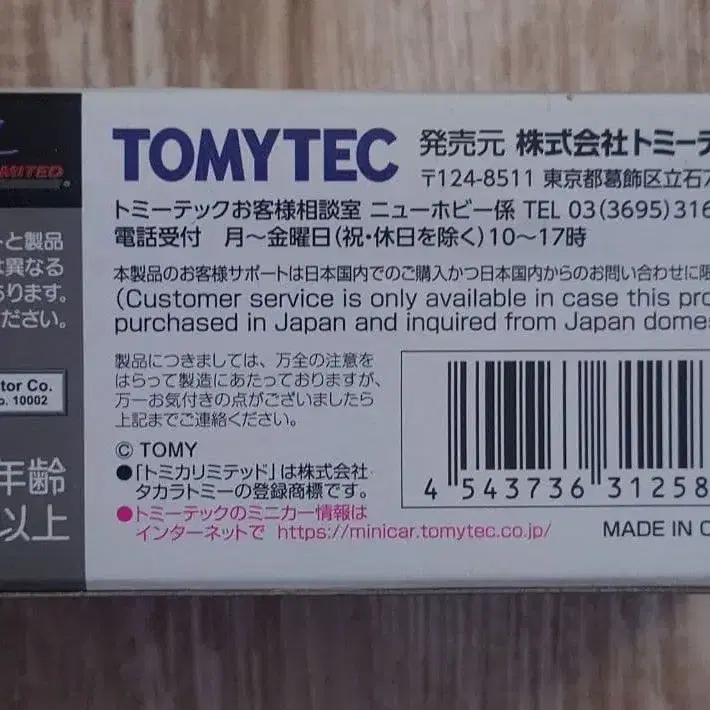 MITED
TOMYTEC 発売元 株式会社トミーテ
〒124-8511 東京都葛飾区立石7
トミーテックお客様相談室 ニューホビー係 TEL 03(3695)316
電話受付 月〜金曜日(祝・休日を除く)10〜17時
本製品のお客様サポートは日本国内でのご購入かつ日本国内からのお問い合わせに限
(Customer service is only available in case this pro
purchased in Japan and inquired from Japan domes
トと製品
は異なる
あります。
ださい。
tor Co.
o. 10002
年齢
以上
製品につきましては、万全の注意を
はらって製造にあたっておりますが、
万一お気付きの点がございましたら
上記までご連絡ください。
© TOMY
●「トミカリミテッド」は株式会社
タカラトミーの登録商標です。
●トミーテックのミニカー情報は
インターネットで https://minicar.tomytec.co.jp/
4 543736 31258
MADE IN C